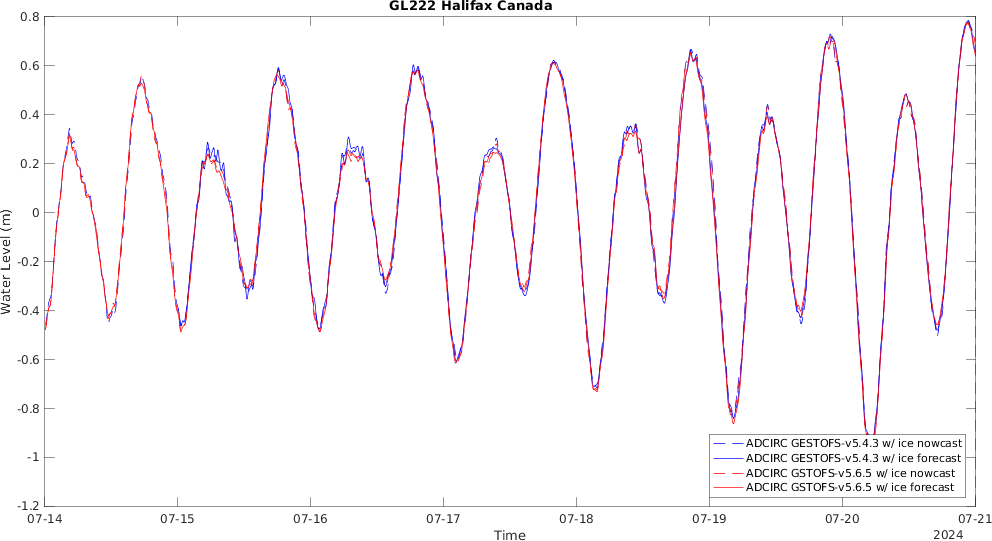 GL222 Halifax Canada
0.8
0.6
0.4
0.2
0
-0.2
-0.4
-0.6
-0.8
-1
-1.2
Water Level (m)
ADCIRC GESTOFS-v5.4.3 w/ ice nowcast
ADCIRC GESTOFS-v5.4.3 w/ ice forecast
ADCIRC GSTOFS-v5.6.5 w/ ice nowcast
ADCIRC GSTOFS-v5.6.5 w/ ice forecast
07-14 07-15 07-16 07-17 07-18 07-19 07-20 07-21
Time
2024